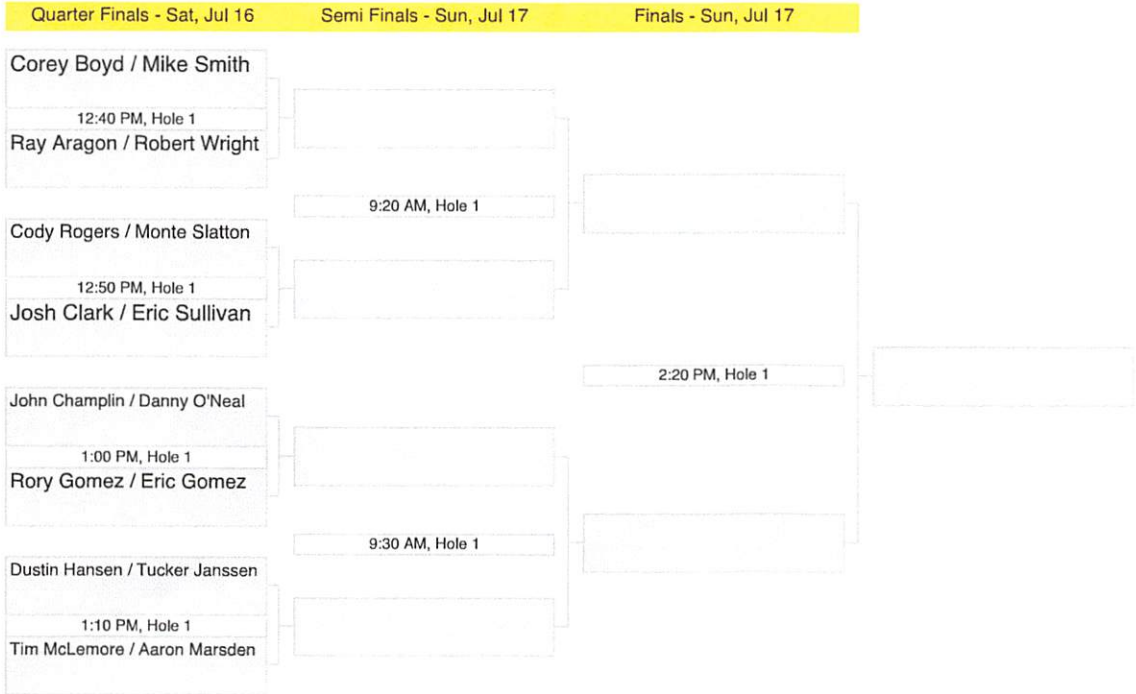 Quarter Finals - Sat, Jul 16
Semi Finals - Sun, Jul 17
Finals - Sun, Jul 17
Corey Boyd / Mike Smith
12:40 PM, Hole 1
Ray Aragon / Robert Wright
Cody Rogers / Monte Slatton
12:50 PM, Hole 1
Josh Clark / Eric Sullivan
John Champlin / Danny O'Neal
1:00 PM, Hole 1
Rory Gomez / Eric Gomez
Dustin Hansen / Tucker Janssen
1:10 PM, Hole 1
Tim McLemore / Aaron Marsden
9:20 AM, Hole 1
9:30 AM, Hole 1
2:20 PM, Hole 1